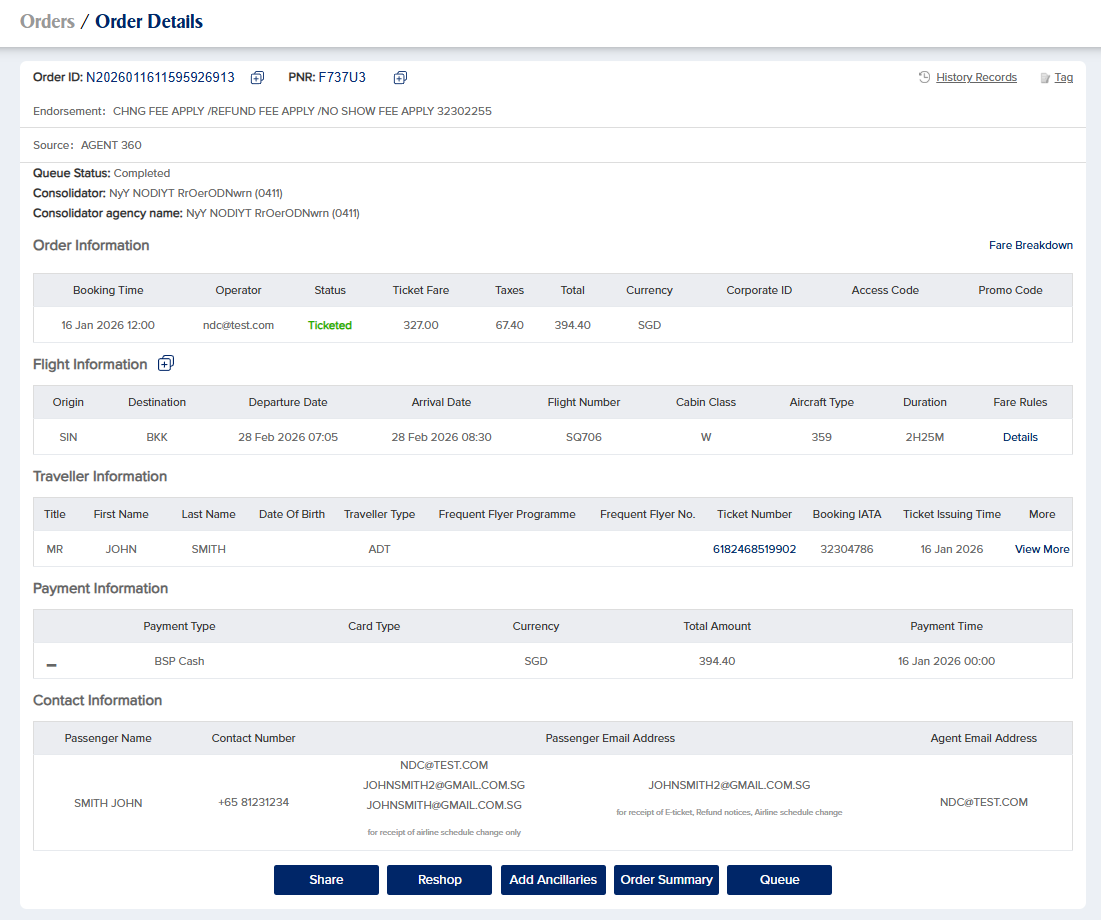 Orders / Order Details
Order ID: N2026011611595926913 PNR: F737U3 History Records Tag
Endorsement: CHNG FEE APPLY /REFUND FEE APPLY /NO SHOW FEE APPLY 32302255
Source: AGENT 360
Queue Status: Completed
Consolidator: NyY NODIYT RrOerODNwrn (0411)
Consolidator agency name: NyY NODIYT RrOerODNwrn (0411)
Order Information Fare Breakdown
Booking Time Operator Status Ticket Fare Taxes Total Currency Corporate ID Access Code Promo Code
16 Jan 2026 12:00 ndc@test.com Ticketed 327.00 67.40 394.40 SGD
Flight Information
Origin Destination Departure Date Arrival Date Flight Number Cabin Class Aircraft Type Duration Fare Rules
SIN BKK 28 Feb 2026 07:05 28 Feb 2026 08:30 SQ706 W 359 2H25M Details
Traveller Information
Title First Name Last Name Date Of Birth Traveller Type Frequent Flyer Programme Frequent Flyer No. Ticket Number Booking IATA Ticket Issuing Time More
MR JOHN SMITH ADT 6182468519902 32304786 16 Jan 2026 View More
Payment Information
Payment Type Card Type Currency Total Amount Payment Time
BSP Cash SGD 394.40 16 Jan 2026 00:00
Contact Information
Passenger Name Contact Number Passenger Email Address Agent Email Address
SMITH JOHN +65 81231234
NDC@TEST.COM
JOHNSMITH2@GMAIL.COM.SG
JOHNSMITH@GMAIL.COM.SG
for receipt of airline schedule change only
JOHNSMITH2@GMAIL.COM.SG
for receipt of E-ticket, Refund notices, Airline schedule change
NDC@TEST.COM
Share Reshop Add Ancillaries Order Summary Queue